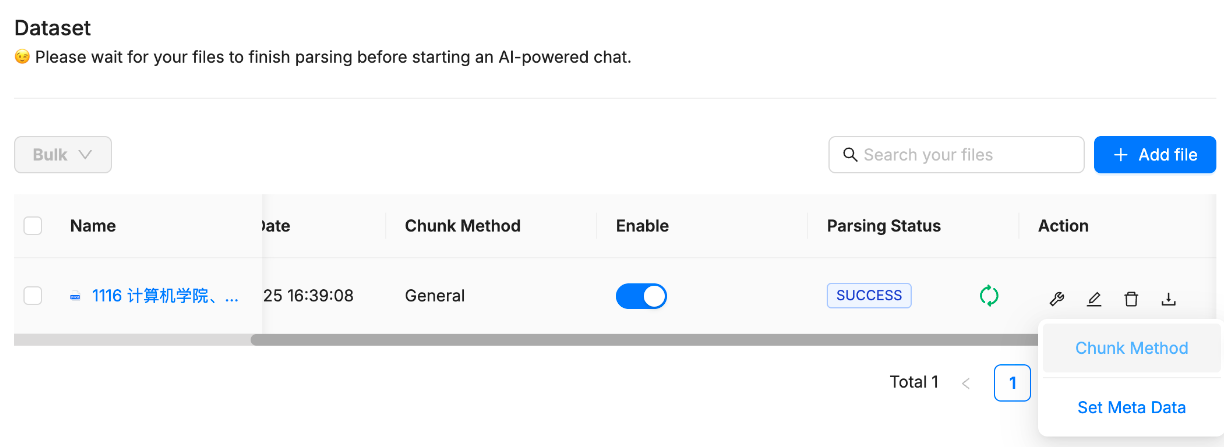 Dataset
😉 Please wait for your files to finish parsing before starting an AI-powered chat.
Bulk
Search your files
+ Add file
Name Date Chunk Method Enable Parsing Status Action
1116 计算机学院、... 25 16:39:08 General SUCCESS
Chunk Method
Total 1 < 1
Set Meta Data